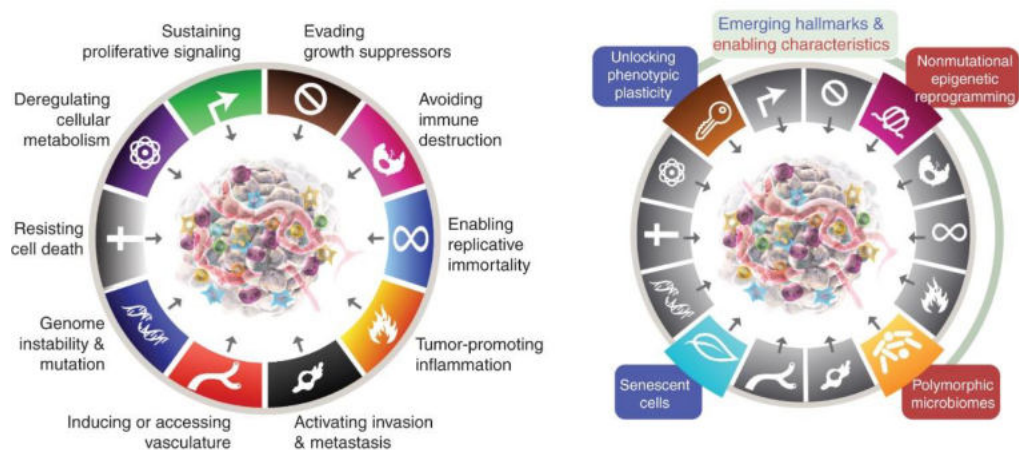 Sustaining
proliferative signaling
Evading
growth suppressors
Deregulating
cellular
metabolism
Avoiding
immune
destruction
Resisting
cell death
Enabling
replicative
immortality
Genome
instability &
mutation
Tumor-promoting
inflammation
Inducing or accessing
vasculature
Activating invasion
& metastasis
Emerging hallmarks &
enabling characteristics
Unlocking
phenotypic
plasticity
Nonmutational
epigenetic
reprogramming
Senescent
cells
Polymorphic
microbiomes